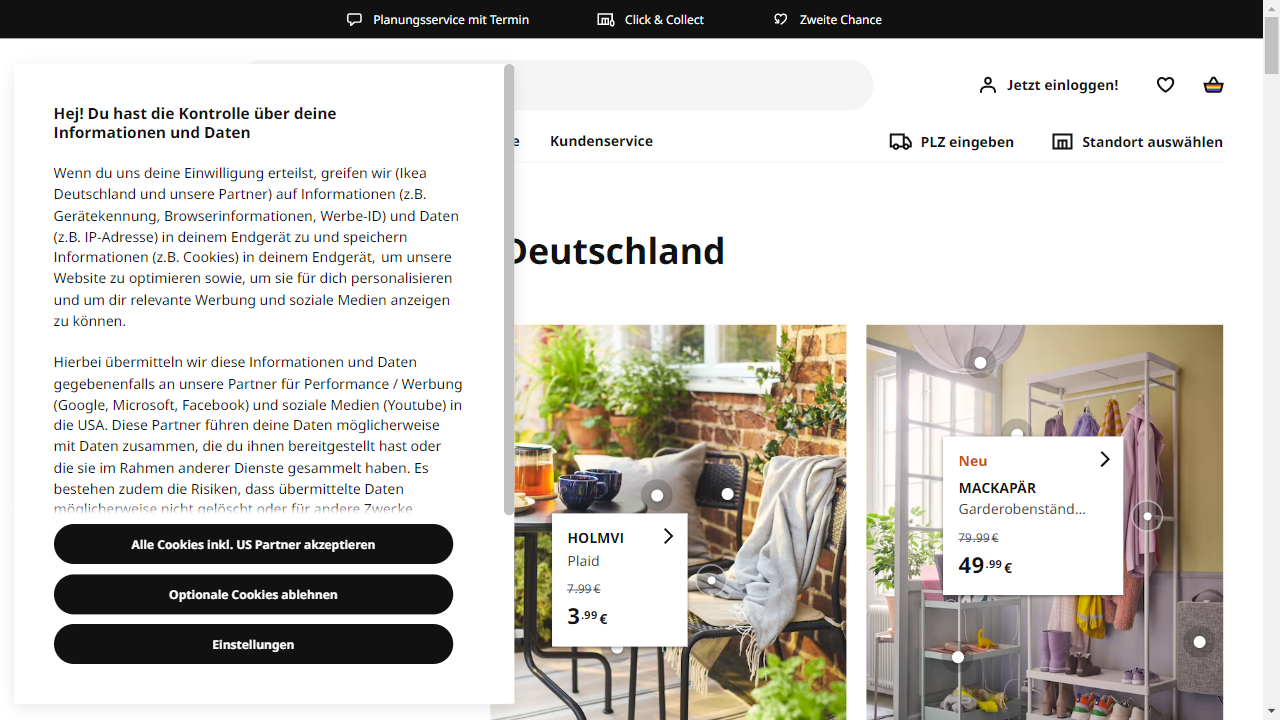 Planungsservice mit Termin
Click & Collect
Zweite Chance
Jetzt einloggen!
Kundenservice
PLZ eingeben
Standort auswählen
Hej! Du hast die Kontrolle über deine
Informationen und Daten
Wenn du uns deine Einwilligung erteilst, greifen wir (Ikea
Deutschland und unsere Partner) auf Informationen (z.B.
Gerätekennung, Browserinformationen, Werbe-ID) und Daten
(z.B. IP-Adresse) in deinem Endgerät zu und speichern
Informationen (z.B. Cookies) in deinem Endgerät, um unsere
Website zu optimieren sowie, um sie für dich personalisieren
und um dir relevante Werbung und soziale Medien anzeigen
zu können.
Hierbei übermitteln wir diese Informationen und Daten
gegebenenfalls an unsere Partner für Performance / Werbung
(Google, Microsoft, Facebook) und soziale Medien (Youtube) in
die USA. Diese Partner führen deine Daten möglicherweise
mit Daten zusammen, die du ihnen bereitgestellt hast oder
die sie im Rahmen anderer Dienste gesammelt haben. Es
bestehen zudem die Risiken, dass übermittelte Daten
möglicherweise nicht gelöscht oder für andere Zwecke
Alle Cookies inkl. US Partner akzeptieren
Optionale Cookies ablehnen
Einstellungen
Deutschland
HOLMVI
Plaid
7.99€
3.99€
Neu
MACKAPÄR
Garderobenständ...
79.99€
49.99€